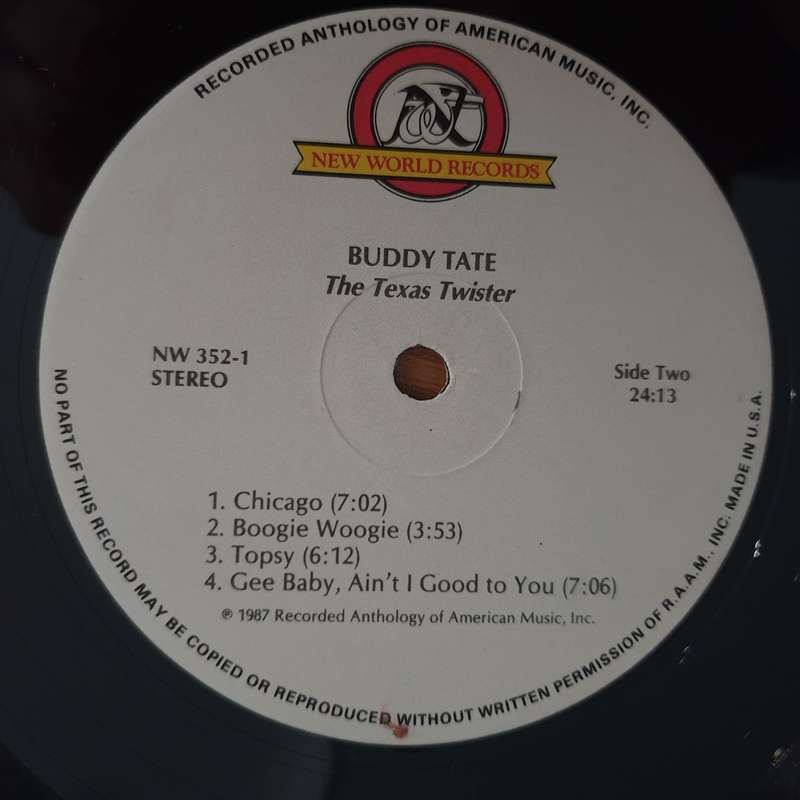 RECORDED ANTHOLOGY OF AMERICAN MUSIC, INC.
NEW WORLD RECORDS
BUDDY TATE
The Texas Twister
NW 352-1
STEREO
Side Two
24:13
1. Chicago (7:02)
2. Boogie Woogie (3:53)
3. Topsy (6:12)
4. Gee Baby, Ain't I Good to You (7:06)
℗ 1987 Recorded Anthology of American Music, Inc.
NO PART OF THIS RECORD MAY BE COPIED OR REPRODUCED WITHOUT WRITTEN PERMISSION OF R.A.A.M., INC. MADE IN U.S.A.